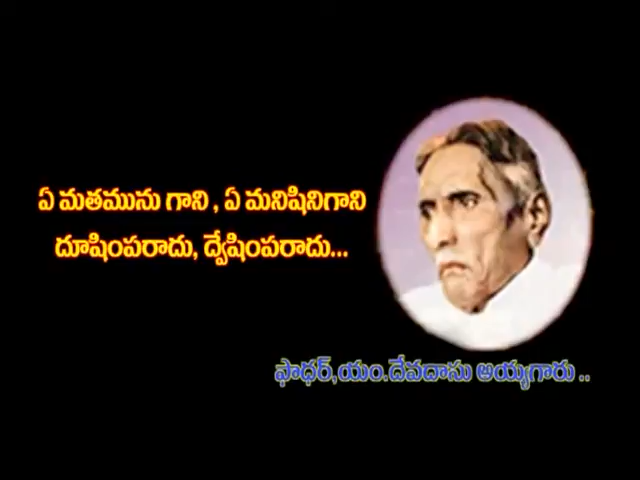 ఏ మతమును గాని , ఏ మనిషినిగాని
దూషింపరాదు, ద్వేషింపరాదు...
ఫాధర్,యం.దేవదాసు అయ్యగారు ..